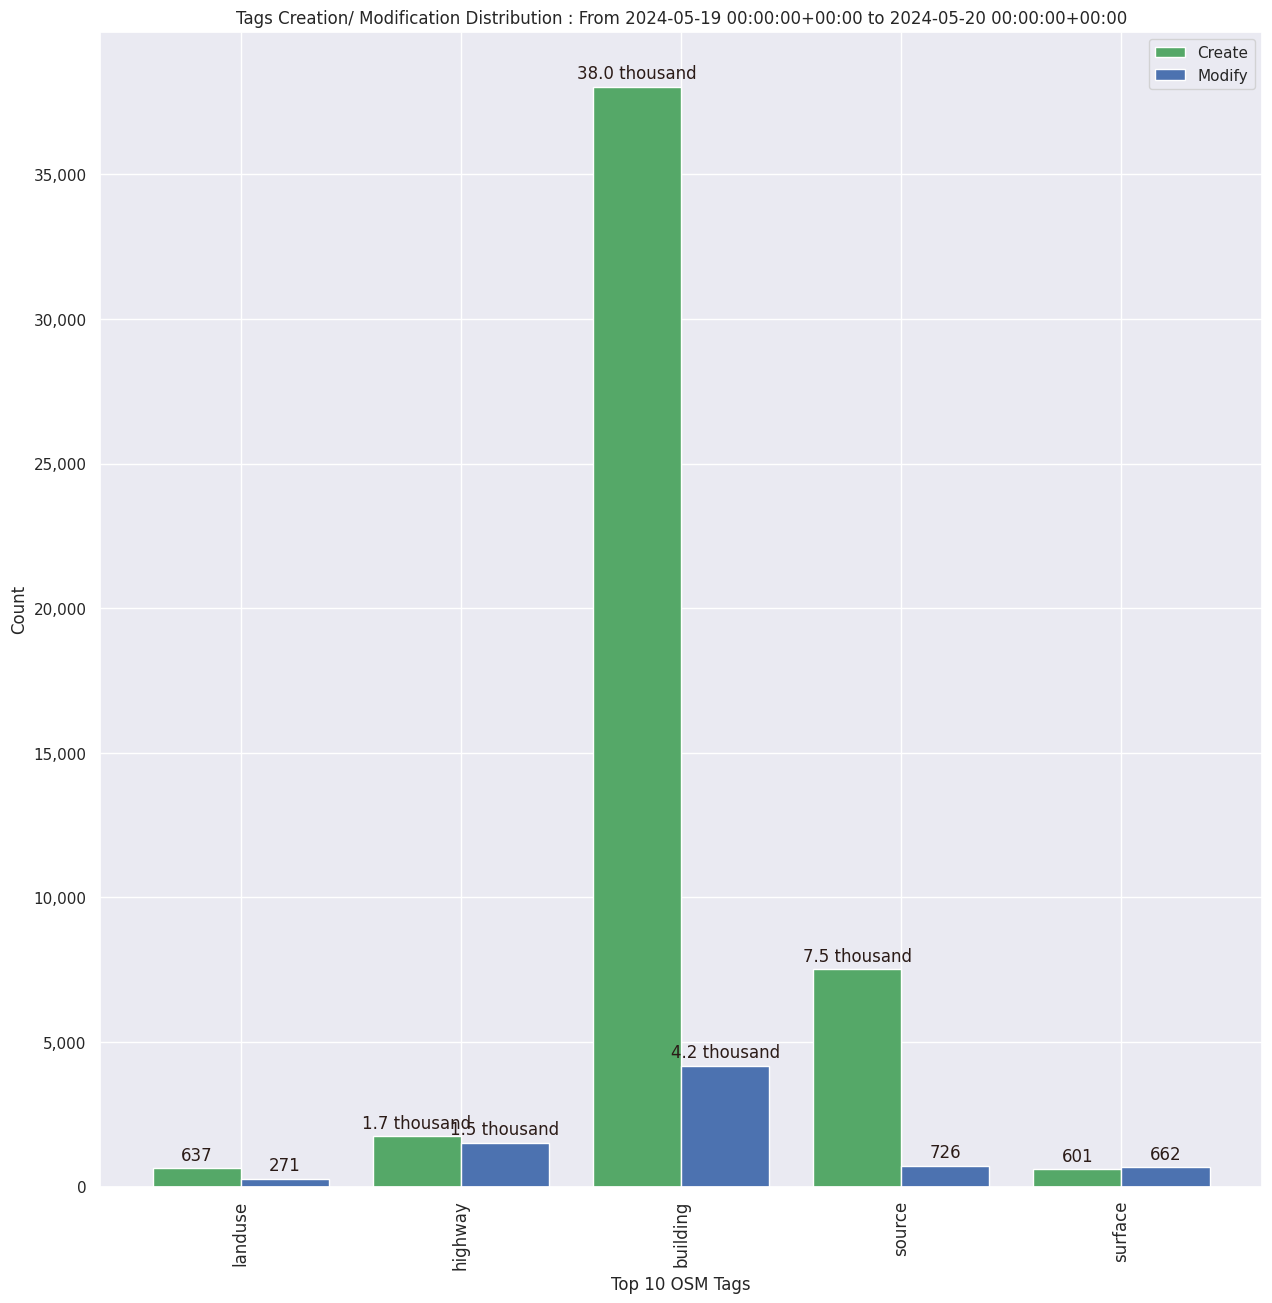 Tags Creation/ Modification Distribution : From 2024-05-19 00:00:00+00:00 to 2024-05-20 00:00:00+00:00
Create
Modify
38.0 thousand
35,000
30,000
25,000
20,000
15,000
10,000
5,000
0
Count
637
271
1.7 thousand
1.5 thousand
4.2 thousand
7.5 thousand
726
601
662
landuse
highway
building
source
surface
Top 10 OSM Tags